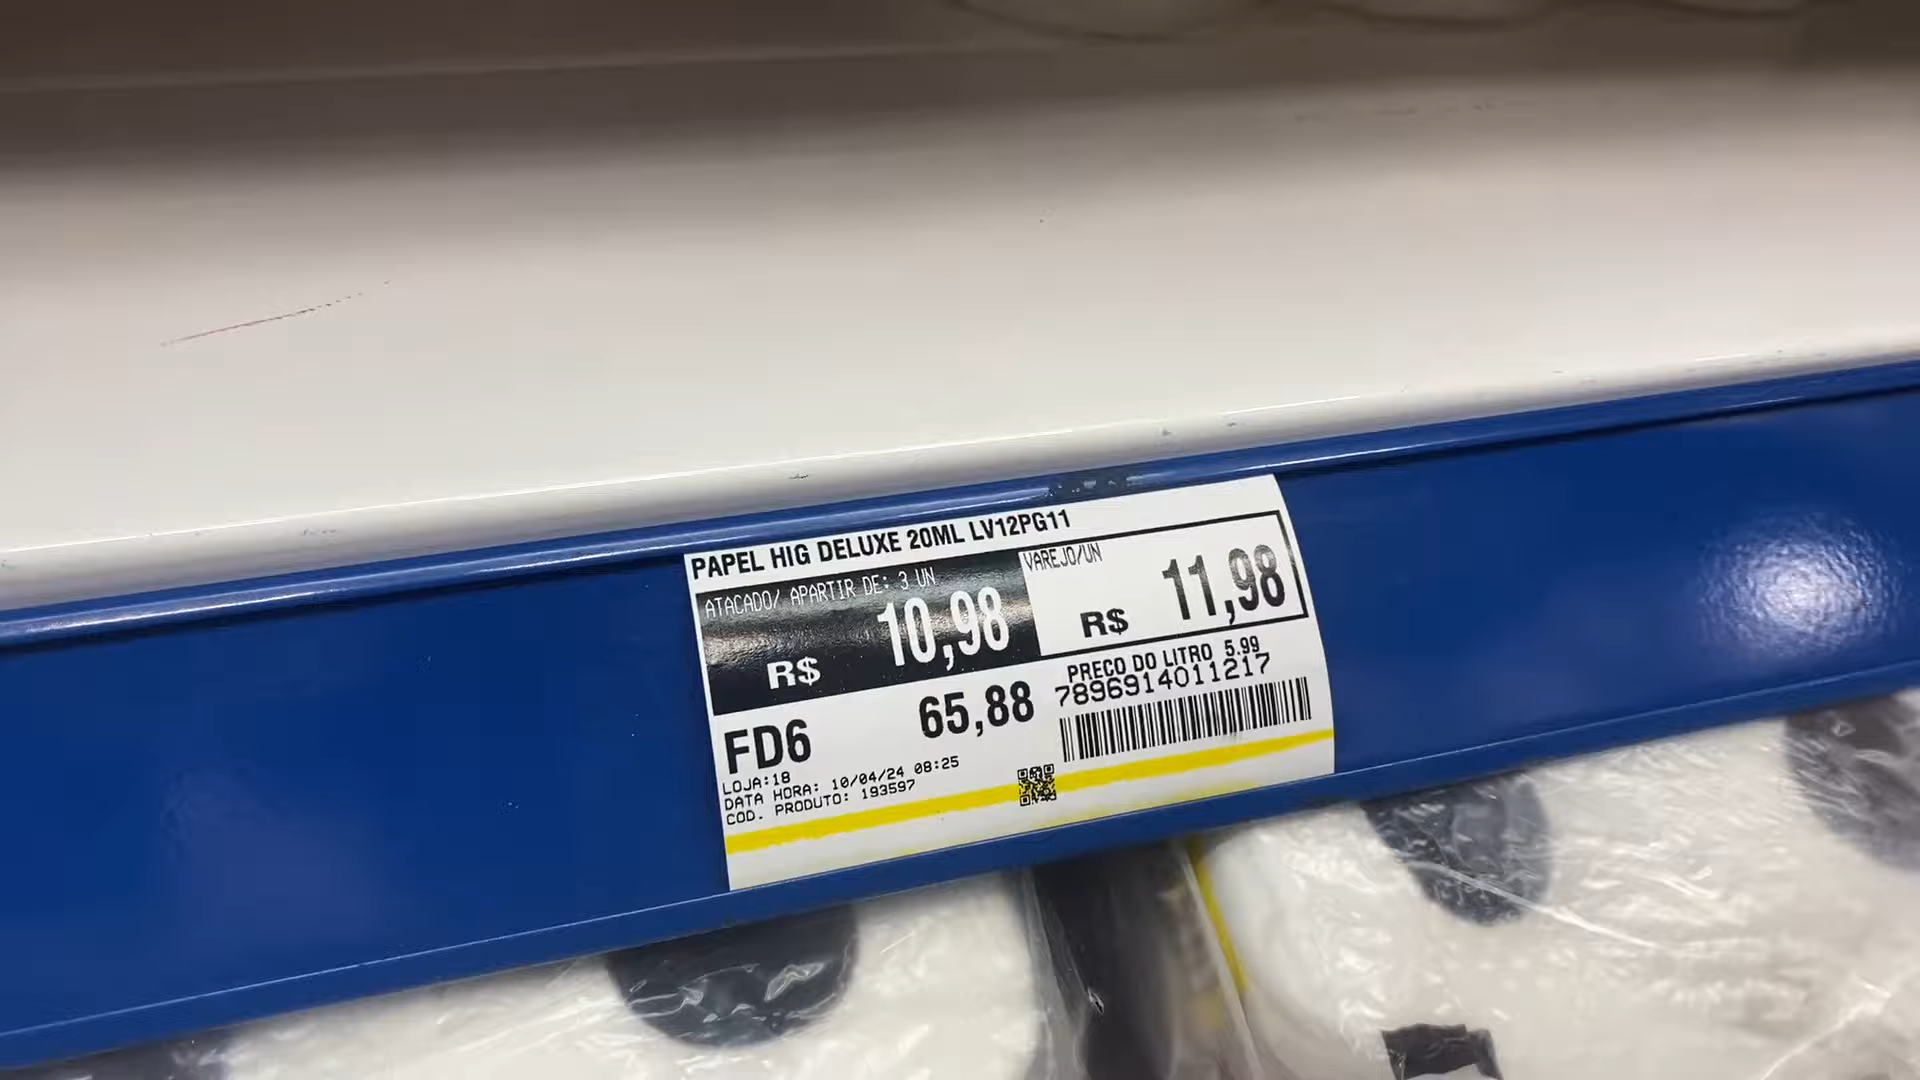 PAPEL HIG DELUXE 20ML LV12PG11
ATACADO/ APARTIR DE: 3 UN
R$ 10,98
VAREJO/UN
R$ 11,98
PRECO DO LITRO 5.99
7896914011217
FD6 65,88
LOJA:18
DATA HORA: 10/04/24 08:25
COD. PRODUTO: 193597